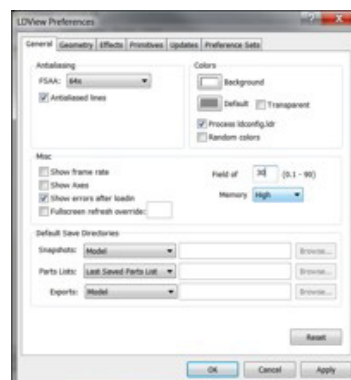 LDView Preferences
General Geometry Effects Primitives Updates Preference Sets
Antialiasing
FSAA: 64x
Antialiased lines
Colors
Background
Default Transparent
Process ldconfig.ldr
Random colors
Misc
Show frame rate
Show Axes
Show errors after loadin
Fullscreen refresh override:
Field of 30 (0.1 - 90)
Memory High
Default Save Directories
Snapshots: Model Browse...
Parts Lists: Last Saved Parts List Browse...
Exports: Model Browse...
Reset
OK Cancel Apply